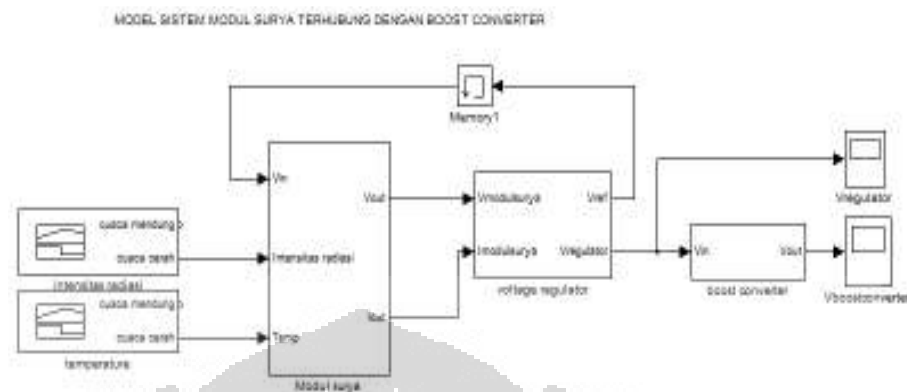 MODEL SISTEM MODUL SURYA TERHUBUNG DENGAN BOOST CONVERTER
Memory1
Vin
Vout
Intensitas radiasi
Temp
Modul surya
cuaca mendung
cuaca cerah
intensitas radiasi
cuaca mendung
cuaca cerah
temperature
Vmodulsurya
Vref
Imodulsurya
Vregulator
voltage regulator
Vin
Vout
boost converter
Vregulator
Vboostconverter